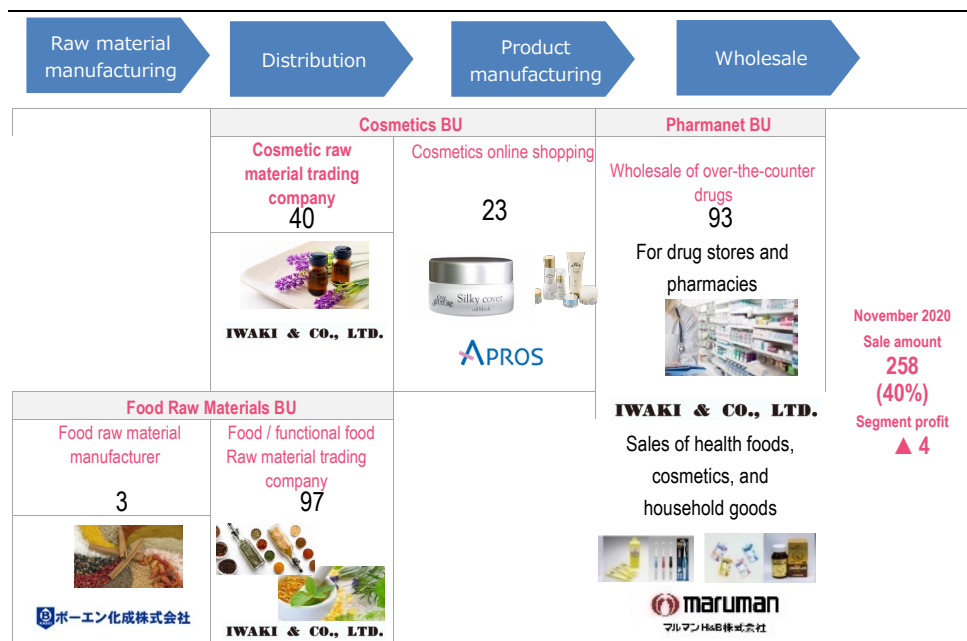 Raw material
manufacturing
Distribution
Product
manufacturing
Wholesale
Cosmetics BU
Pharmanet BU
Cosmetic raw
material trading
company
40
Cosmetics online shopping
23
Wholesale of over-the-counter
drugs
93
For drug stores and
pharmacies
IWAKI & CO., LTD.
Silky cover
APROS
November 2020
Sale amount
258
(40%)
Segment profit
▲ 4
Food Raw Materials BU
Food raw material
manufacturer
3
Food / functional food
Raw material trading
company
97
IWAKI & CO., LTD.
Sales of health foods,
cosmetics, and
household goods
ボーエン化成株式会社
IWAKI & CO., LTD.
maruman
マルマンH&B株式会社